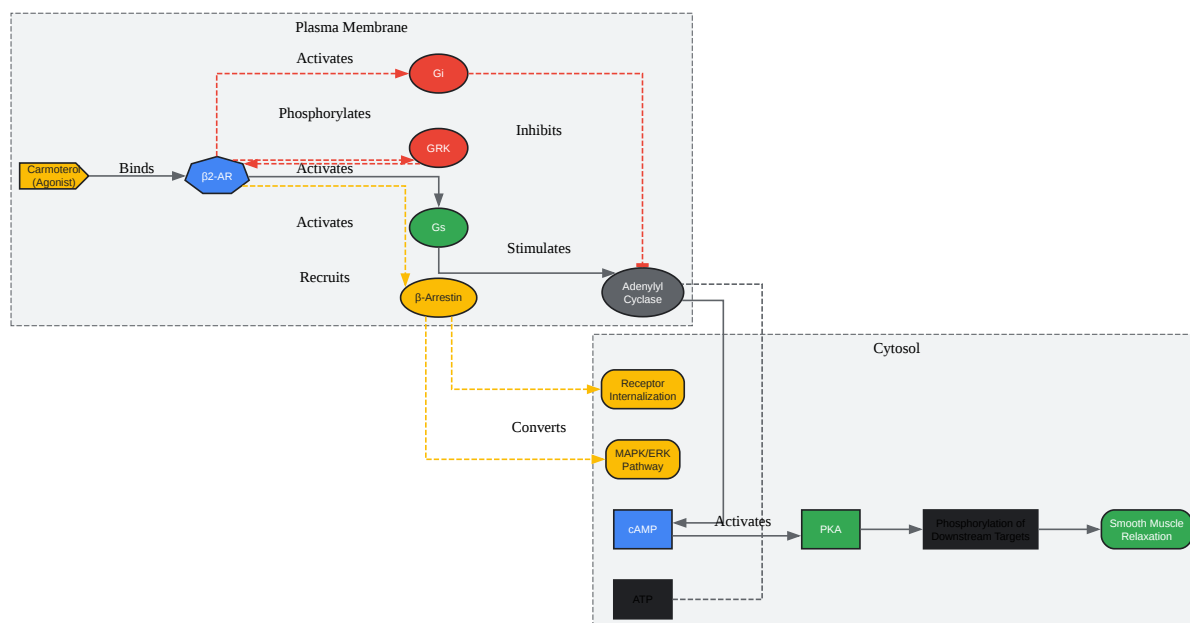 Plasma Membrane
Activates
Gi
Phosphorylates
Inhibits
GRK
Carmoterol
(Agonist)
Binds
β2-AR
Activates
Activates
Gs
Stimulates
Recruits
β-Arrestin
Adenylyl
Cyclase
Cytosol
Receptor
Internalization
Converts
MAPK/ERK
Pathway
cAMP
Activates
PKA
Phosphorylation of
Downstream Targets
Smooth Muscle
Relaxation
ATP